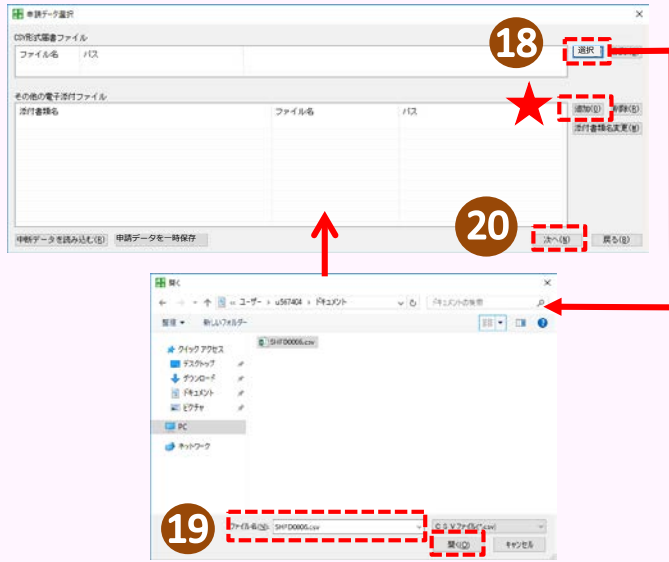 申請データ選択
CSV形式届書ファイル
ファイル名 パス
18
選択
その他の電子添付ファイル
添付書類名 ファイル名 パス
追加(D) 削除(R)
添付書類名変更(W)
20
中断データを読み込む(E) 申請データを一時保存
次へ(N) 戻る(B)
開く
« ユーザー › u567404 › ドキュメント
ドキュメントの検索
整理 新しいフォルダー
クイック アクセス
デスクトップ
ダウンロード
ドキュメント
ピクチャ
PC
ネットワーク
SHFD0006.csv
19
ファイル名(N): SHFD0006.csv
CSVファイル(*.csv)
開く(O) キャンセル